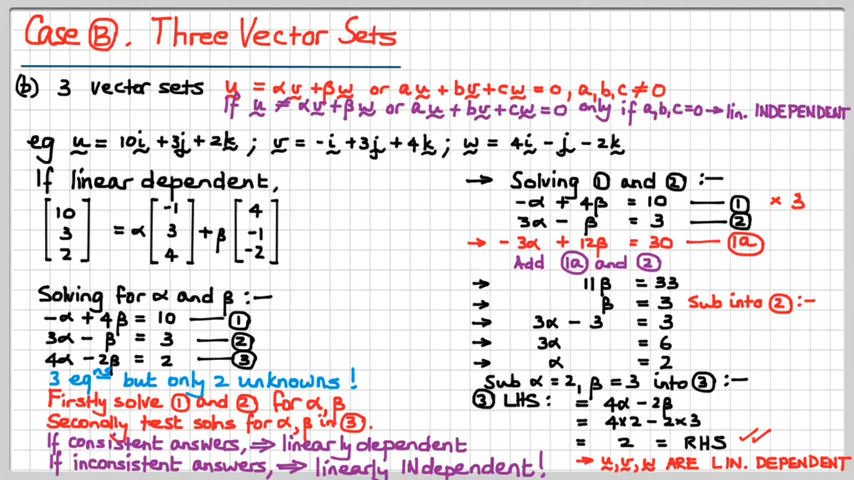 Case B. Three Vector Sets
(b) 3 vector sets u = αv + βw or au + bv + cw = 0, a,b,c ≠ 0
If u ≠ αv + βw or au + bv + cw = 0 only if a,b,c = 0 → lin. INDEPENDENT
eg u = 10i + 3j + 2k ; v = -i + 3j + 4k ; w = 4i - j - 2k
If linear dependent,
[10 3 2] = α [-1 3 4] + β [4 -1 -2]
Solving for α and β :-
-α + 4β = 10 — 1
3α - β = 3 — 2
4α - 2β = 2 — 3
3 eqns but only 2 unknowns !
Firstly solve 1 and 2 for α, β
Secondly test solns for α, β in 3.
If consistent answers, ⇒ linearly dependent
If inconsistent answers, ⇒ linearly INdependent !
→ Solving 1 and 2 :-
-α + 4β = 10 — 1 × 3
3α - β = 3 — 2
→ -3α + 12β = 30 — 1a
Add 1a and 2
→ 11β = 33
→ β = 3 Sub into 2 :-
→ 3α - 3 = 3
→ 3α = 6
→ α = 2
Sub α = 2, β = 3 into 3 :-
3 LHS : = 4α - 2β
= 4×2 - 2×3
= 2 = RHS ✓✓
→ u, v, w ARE LIN. DEPENDENT